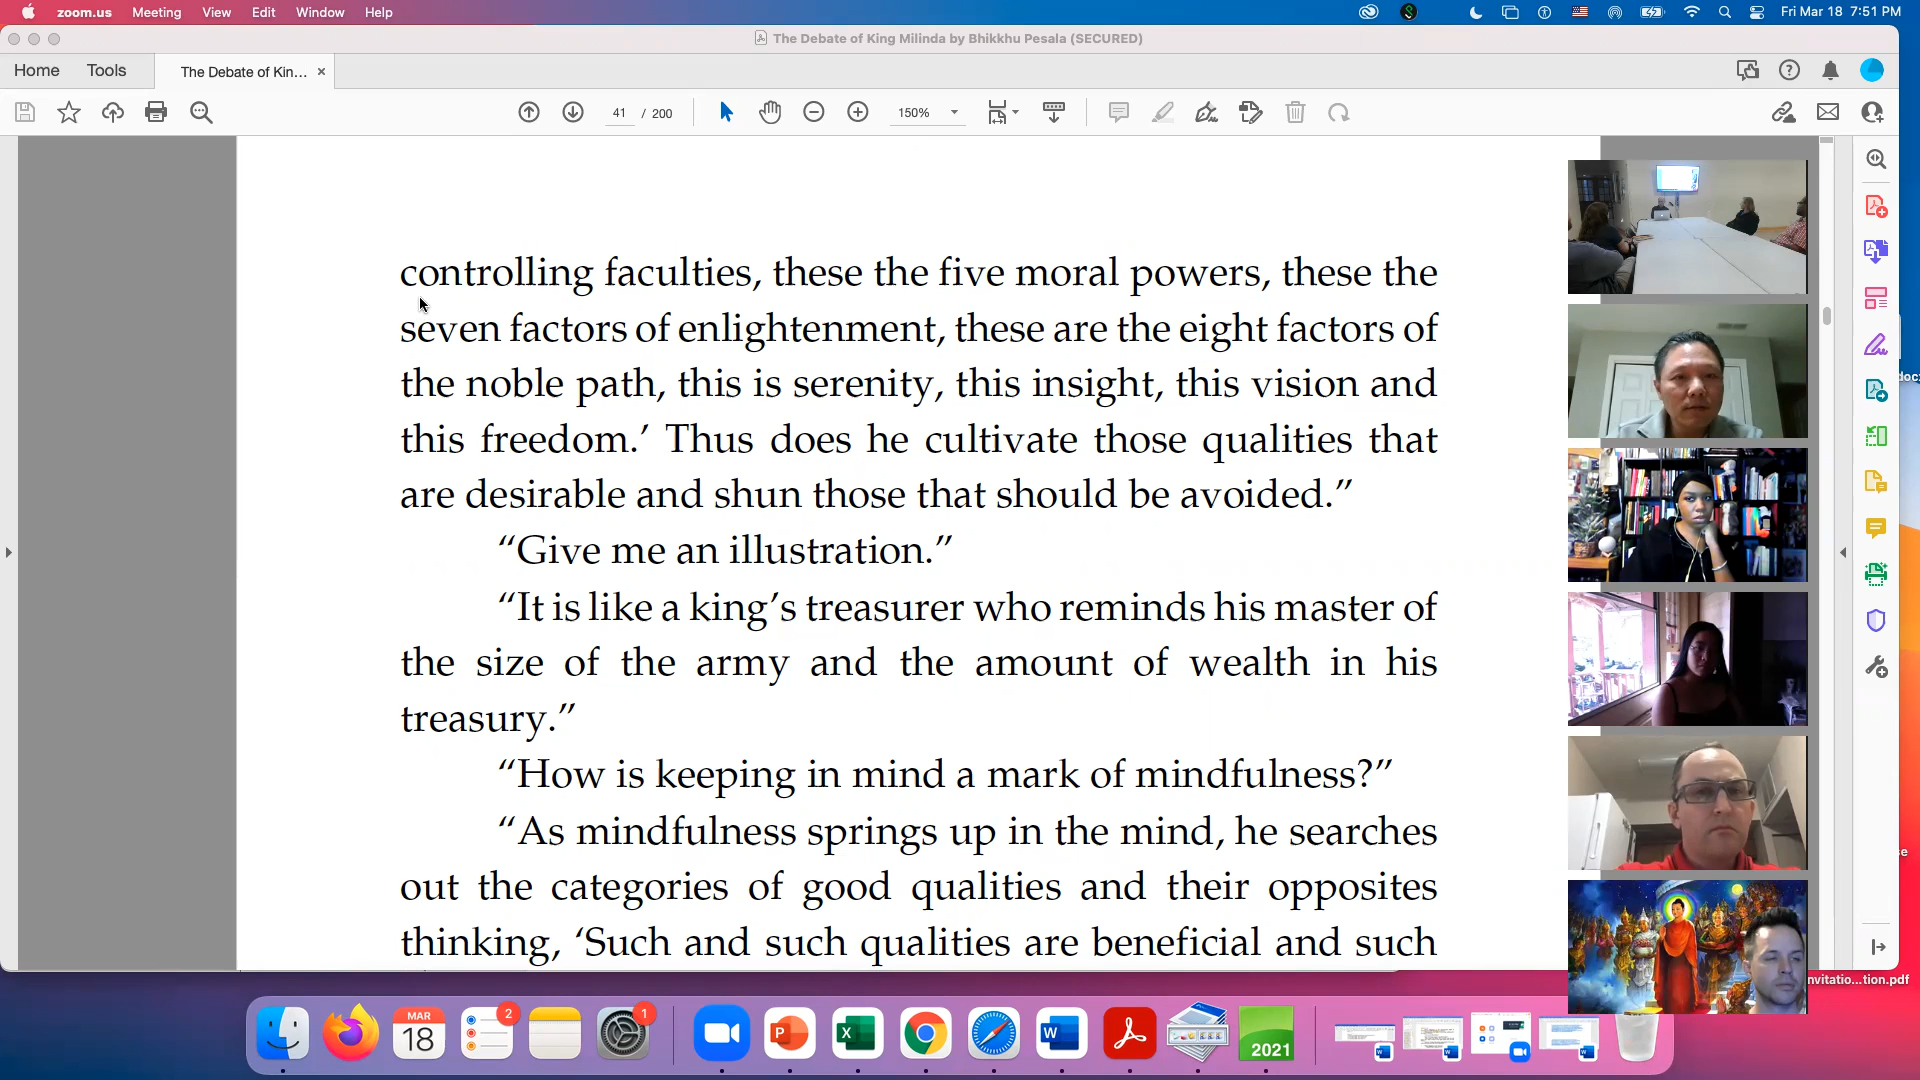 zoom.us Meeting View Edit Window Help Fri Mar 18 7:51 PM
The Debate of King Milinda by Bhikkhu Pesala (SECURED)
Home Tools The Debate of Kin... ×
41 / 200 150%
controlling faculties, these the five moral powers, these the
seven factors of enlightenment, these are the eight factors of
the noble path, this is serenity, this insight, this vision and
this freedom.’ Thus does he cultivate those qualities that
are desirable and shun those that should be avoided.”
“Give me an illustration.”
“It is like a king’s treasurer who reminds his master of
the size of the army and the amount of wealth in his
treasury.”
“How is keeping in mind a mark of mindfulness?”
“As mindfulness springs up in the mind, he searches
out the categories of good qualities and their opposites
thinking, ‘Such and such qualities are beneficial and such
nvitatio...tion.pdf
MAR
18
2
1
2021